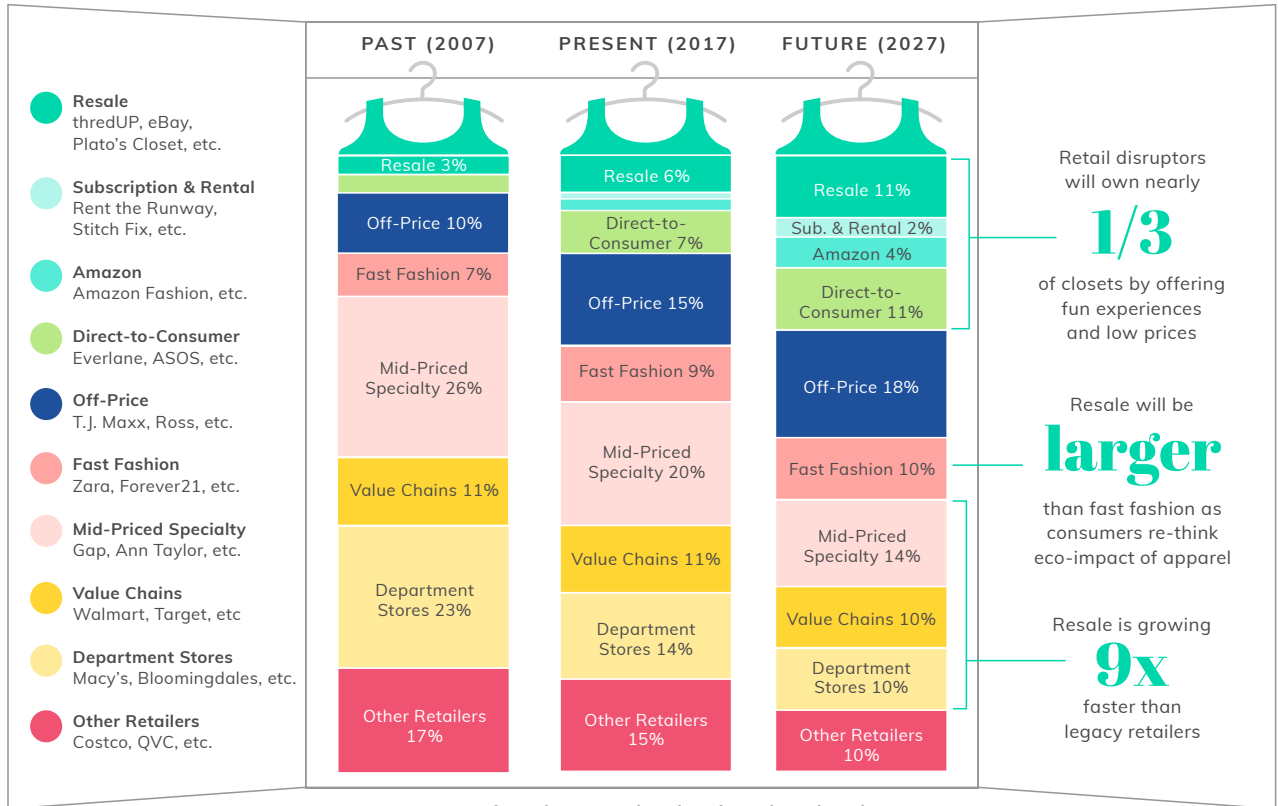 PAST (2007)
PRESENT (2017)
FUTURE (2027)
Resale
thredUP, eBay,
Plato's Closet, etc.
Subscription & Rental
Rent the Runway,
Stitch Fix, etc.
Amazon
Amazon Fashion, etc.
Direct-to-Consumer
Everlane, ASOS, etc.
Off-Price
T.J. Maxx, Ross, etc.
Fast Fashion
Zara, Forever21, etc.
Mid-Priced Specialty
Gap, Ann Taylor, etc.
Value Chains
Walmart, Target, etc
Department Stores
Macy's, Bloomingdales, etc.
Other Retailers
Costco, QVC, etc.
Resale 3%
Off-Price 10%
Fast Fashion 7%
Mid-Priced
Specialty 26%
Value Chains 11%
Department
Stores 23%
Other Retailers
17%
Resale 6%
Direct-to-
Consumer 7%
Off-Price 15%
Fast Fashion 9%
Mid-Priced
Specialty 20%
Value Chains 11%
Department
Stores 14%
Other Retailers
15%
Resale 11%
Sub. & Rental 2%
Amazon 4%
Direct-to-
Consumer 11%
Off-Price 18%
Fast Fashion 10%
Mid-Priced
Specialty 14%
Value Chains 10%
Department
Stores 10%
Other Retailers
10%
Retail disruptors
will own nearly
1/3
of closets by offering
fun experiences
and low prices
Resale will be
larger
than fast fashion as
consumers re-think
eco-impact of apparel
Resale is growing
9x
faster than
legacy retailers